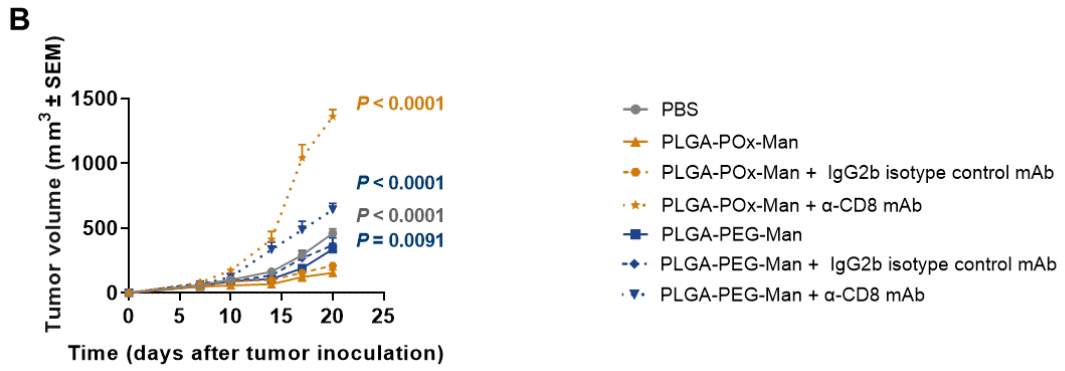 B
Tumor volume (mm3 ± SEM)
1500
1000
500
0
0 5 10 15 20 25
Time (days after tumor inoculation)
P < 0.0001
P < 0.0001
P < 0.0001
P = 0.0091
PBS
PLGA-POx-Man
PLGA-POx-Man + IgG2b isotype control mAb
PLGA-POx-Man + α-CD8 mAb
PLGA-PEG-Man
PLGA-PEG-Man + IgG2b isotype control mAb
PLGA-PEG-Man + α-CD8 mAb